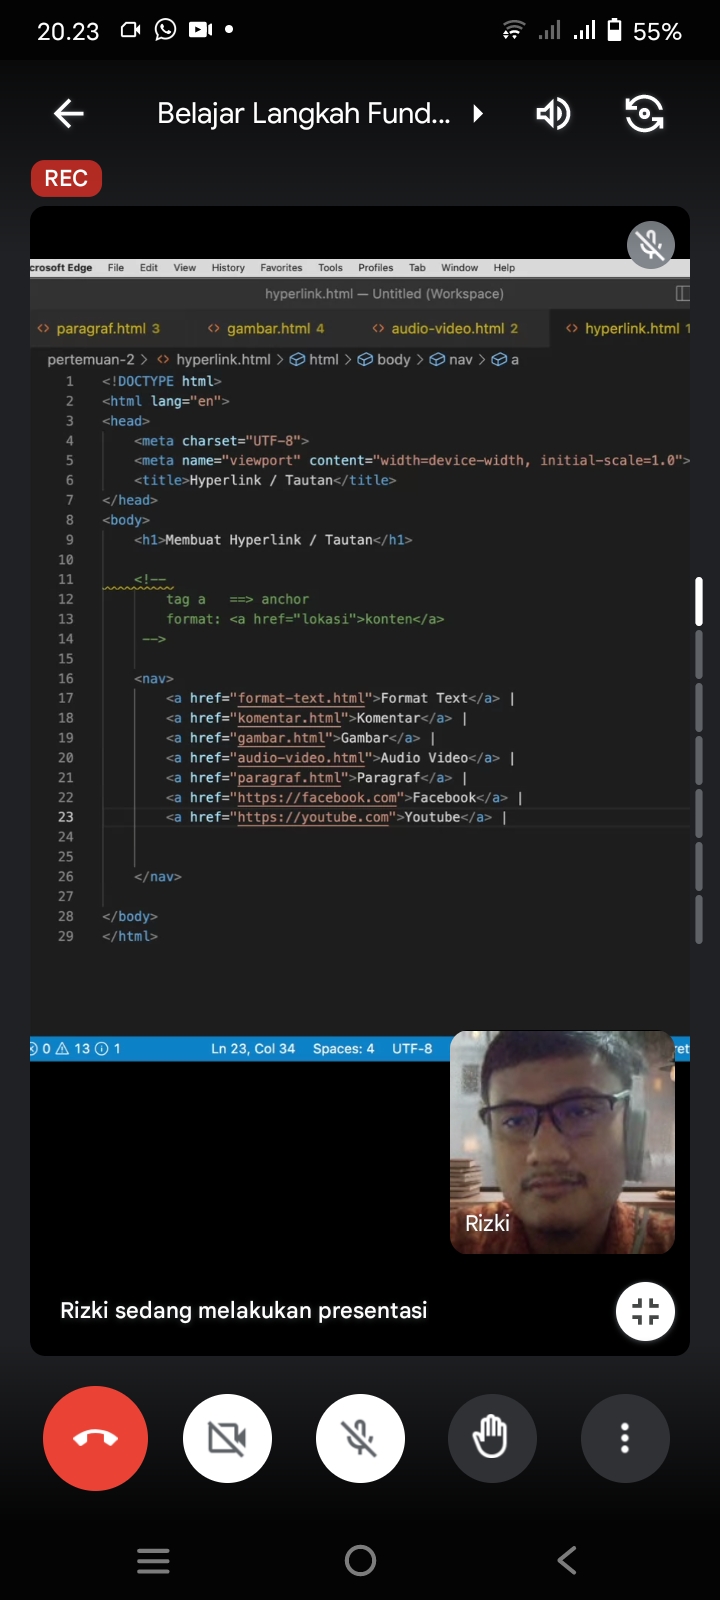 20.23 55%
Belajar Langkah Fund...
REC
crosoft Edge File Edit View History Favorites Tools Profiles Tab Window Help
hyperlink.html — Untitled (Workspace)
<> paragraf.html 3 <> gambar.html 4 <> audio-video.html 2 <> hyperlink.html 1
pertemuan-2 > <> hyperlink.html > html > body > nav > a
1 <!DOCTYPE html>
2 <html lang="en">
3 <head>
4 <meta charset="UTF-8">
5 <meta name="viewport" content="width=device-width, initial-scale=1.0">
6 <title>Hyperlink / Tautan</title>
7 </head>
8 <body>
9 <h1>Membuat Hyperlink / Tautan</h1>
10
11 <!--
12 tag a ==> anchor
13 format: <a href="lokasi">konten</a>
14 -->
15
16 <nav>
17 <a href="format-text.html">Format Text</a> |
18 <a href="komentar.html">Komentar</a> |
19 <a href="gambar.html">Gambar</a> |
20 <a href="audio-video.html">Audio Video</a> |
21 <a href="paragraf.html">Paragraf</a> |
22 <a href="https://facebook.com">Facebook</a> |
23 <a href="https://youtube.com">Youtube</a> |
24
25
26 </nav>
27
28 </body>
29 </html>
0 13 1 Ln 23, Col 34 Spaces: 4 UTF-8 ret
Rizki
Rizki sedang melakukan presentasi